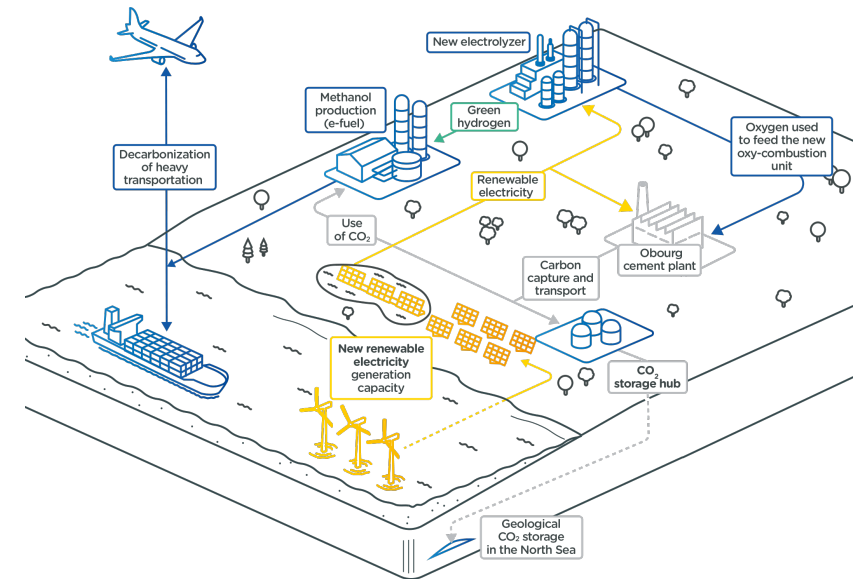 New electrolyzer
Methanol
production
(e-fuel)
Green
hydrogen
Oxygen used
to feed the new
oxy-combustion
unit
Decarbonization
of heavy
transportation
Renewable
electricity
Use
of CO₂
Obourg
cement plant
Carbon
capture and
transport
New renewable
electricity
generation
capacity
CO₂
storage hub
Geological
CO₂ storage
in the North Sea